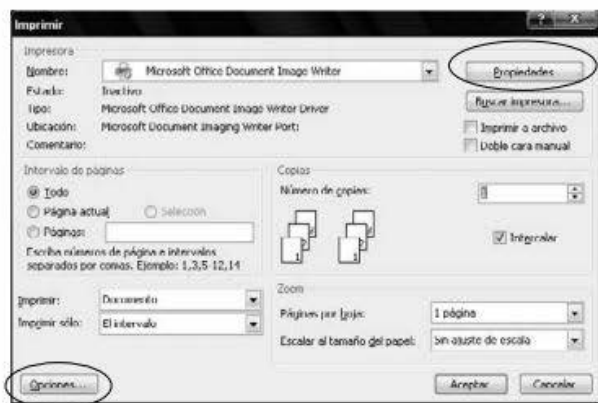 Imprimir
Impresora
Nombre: Microsoft Office Document Image Writer Propiedades
Estado: Inactivo Buscar impresora...
Tipo: Microsoft Office Document Image Writer Driver
Ubicación: Microsoft Document Imaging Writer Port: Imprimir a archivo
Comentario: Doble cara manual
Intervalo de páginas Copias
Todo Número de copias: 1
Página actual Selección
Páginas: Intercalar
Escriba números de página e intervalos
separados por comas. Ejemplo: 1,3,5-12,14
Imprimir: Documento Zoom
Imprimir sólo: El intervalo Páginas por hoja: 1 página
Escalar al tamaño del papel: Sin ajuste de escala
Opciones... Aceptar Cancelar